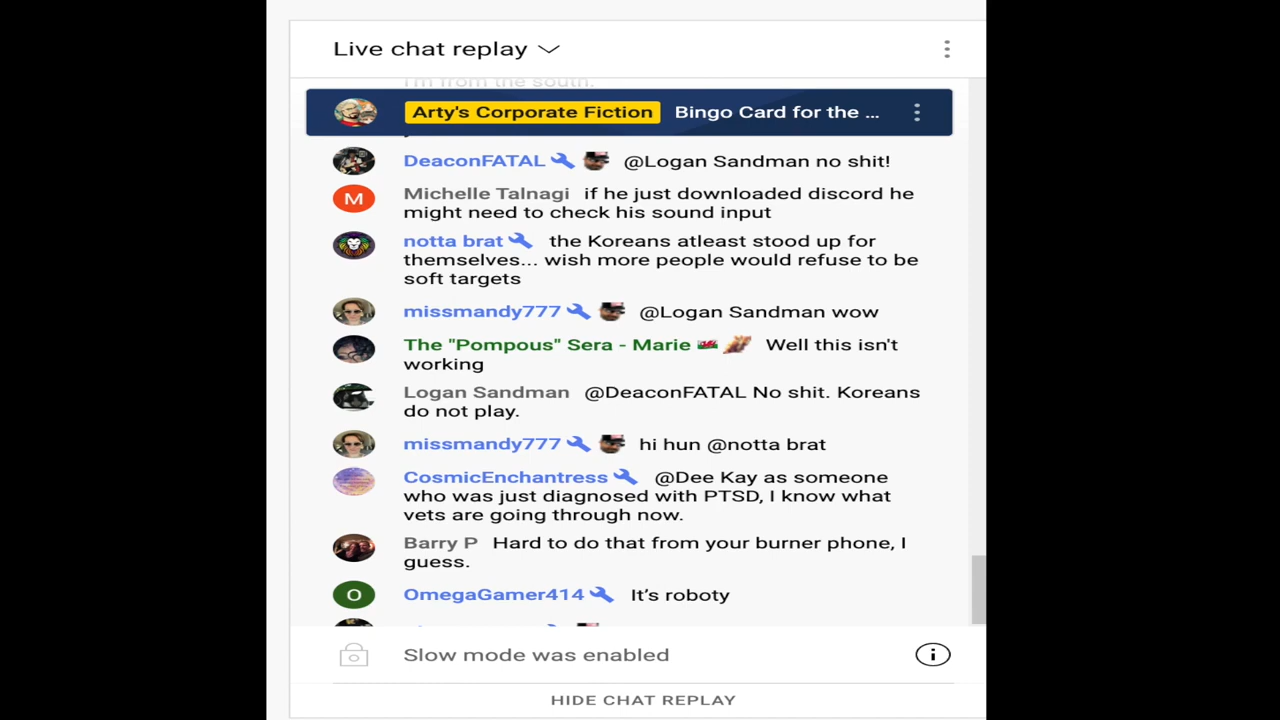 Live chat replay
I'm from the south.
Arty's Corporate Fiction Bingo Card for the ...
DeaconFATAL @Logan Sandman no shit!
M Michelle Talnagi if he just downloaded discord he
might need to check his sound input
notta brat the Koreans atleast stood up for
themselves... wish more people would refuse to be
soft targets
missmandy777 @Logan Sandman wow
The "Pompous" Sera - Marie Well this isn't
working
Logan Sandman @DeaconFATAL No shit. Koreans
do not play.
missmandy777 hi hun @notta brat
CosmicEnchantress @Dee Kay as someone
who was just diagnosed with PTSD, I know what
vets are going through now.
Barry P Hard to do that from your burner phone, I
guess.
O OmegaGamer414 It’s roboty
Slow mode was enabled
HIDE CHAT REPLAY